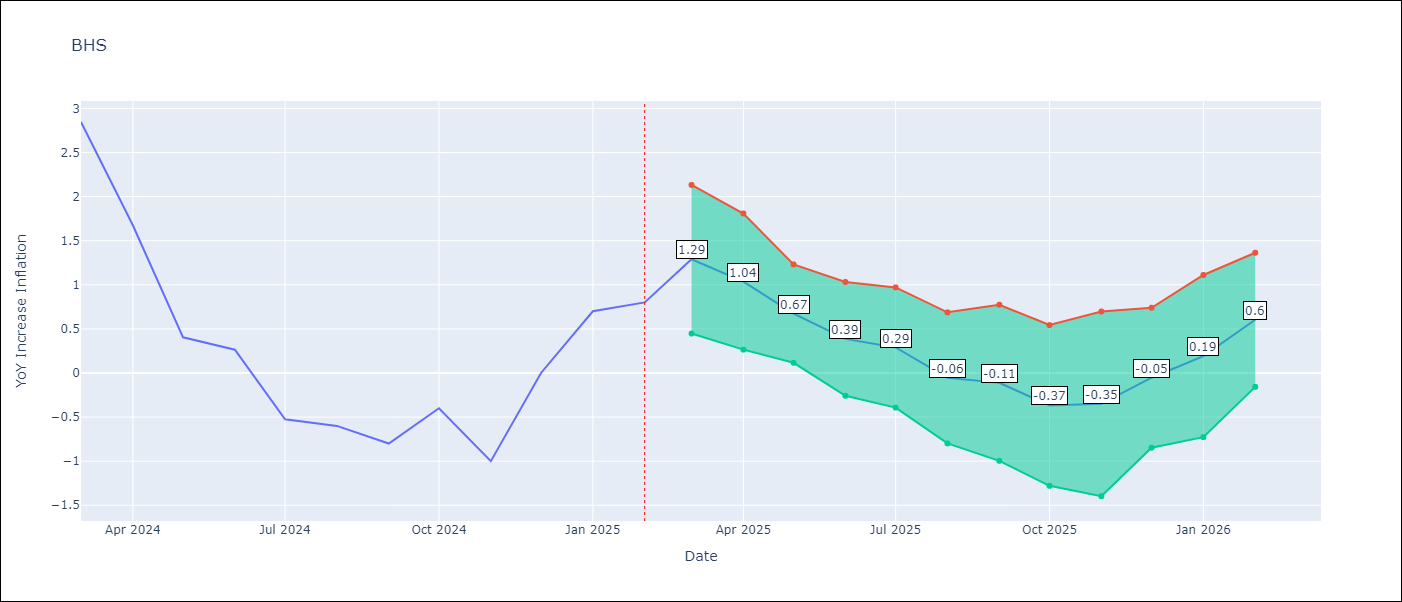 BHS
YoY Increase Inflation
3
2.5
2
1.5
1
0.5
0
−0.5
−1
−1.5
1.29
1.04
0.67
0.39
0.29
-0.06
-0.11
-0.37
-0.35
-0.05
0.19
0.6
Apr 2024
Jul 2024
Oct 2024
Jan 2025
Apr 2025
Jul 2025
Oct 2025
Jan 2026
Date